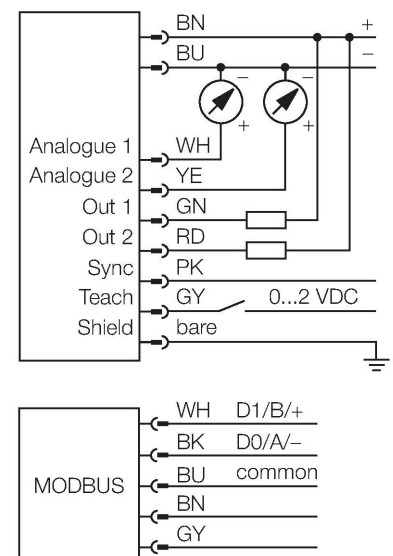 BN +
BU −
− −
+ +
Analogue 1 WH
Analogue 2 YE
Out 1 GN
Out 2 RD
Sync PK
Teach GY 0...2 VDC
Shield bare
WH D1/B/+
BK D0/A/−
MODBUS BU common
BN
GY